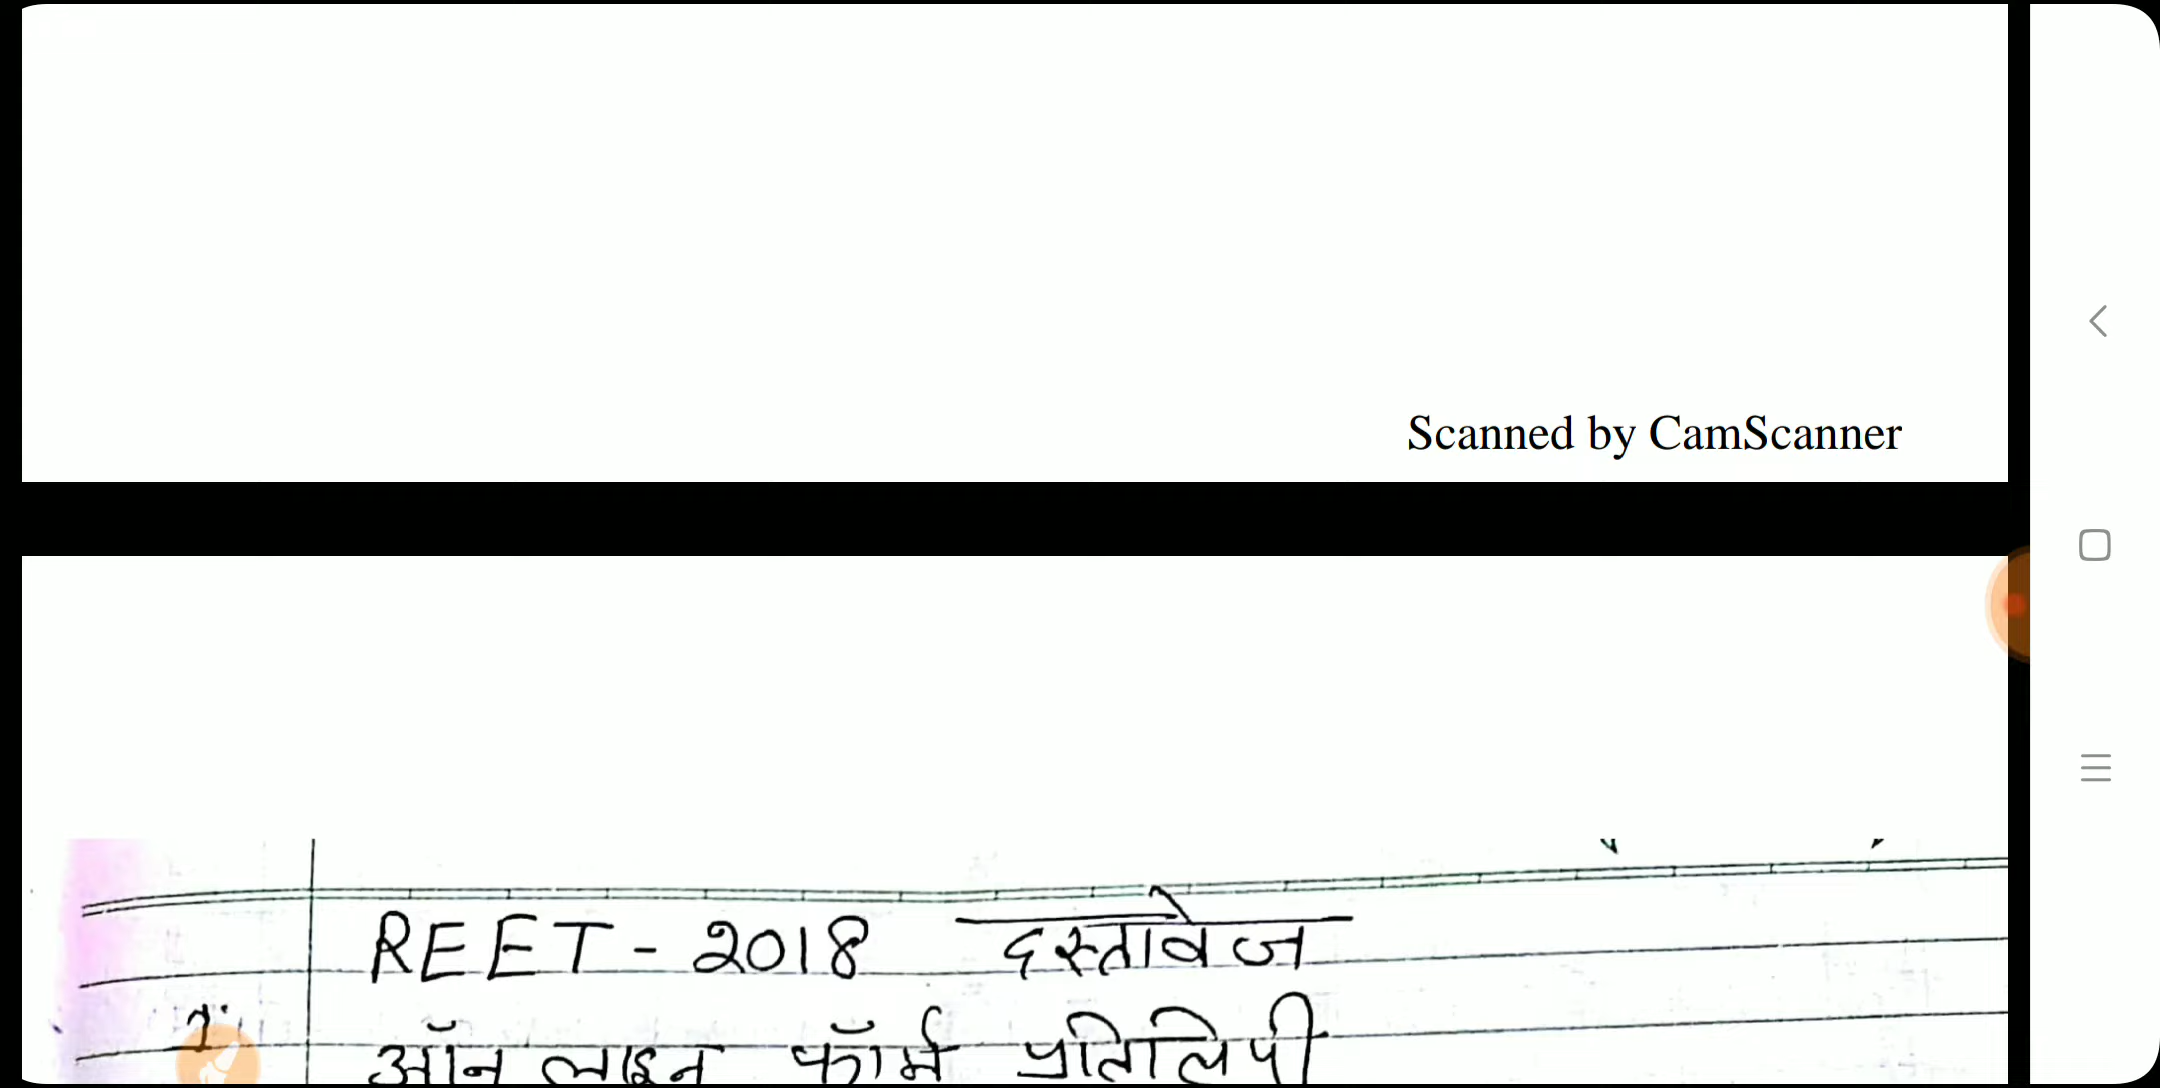 Scanned by CamScanner
REET - 2018 दस्तावेज
1.
ऑन लाइन फॉर्म प्रतिलिपी